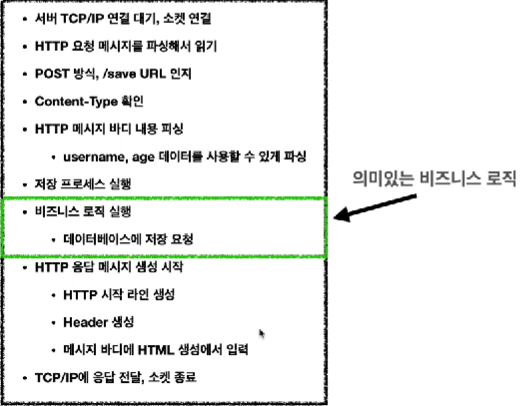 • 서버 TCP/IP 연결 대기, 소켓 연결
• HTTP 요청 메시지를 파싱해서 읽기
• POST 방식, /save URL 인지
• Content-Type 확인
• HTTP 메시지 바디 내용 피싱
• username, age 데이터를 사용할 수 있게 파싱
• 저장 프로세스 실행
• 비즈니스 로직 실행
• 데이터베이스에 저장 요청
의미있는 비즈니스 로직
• HTTP 응답 메시지 생성 시작
• HTTP 시작 라인 생성
• Header 생성
• 메시지 바디에 HTML 생성에서 입력
• TCP/IP에 응답 전달, 소켓 종료